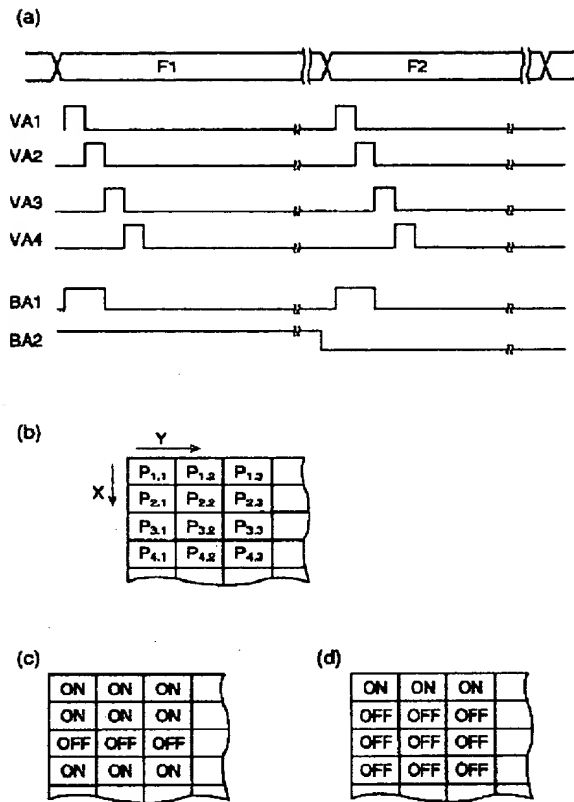 (a)
F1 F2
VA1
VA2
VA3
VA4
BA1
BA2
(b)
Y
X
P1,1 P1,2 P1,3
P2,1 P2,2 P2,3
P3,1 P3,2 P3,3
P4,1 P4,2 P4,3
(c) (d)
ON ON ON ON ON ON
ON ON ON OFF OFF OFF
OFF OFF OFF OFF OFF OFF
ON ON ON OFF OFF OFF